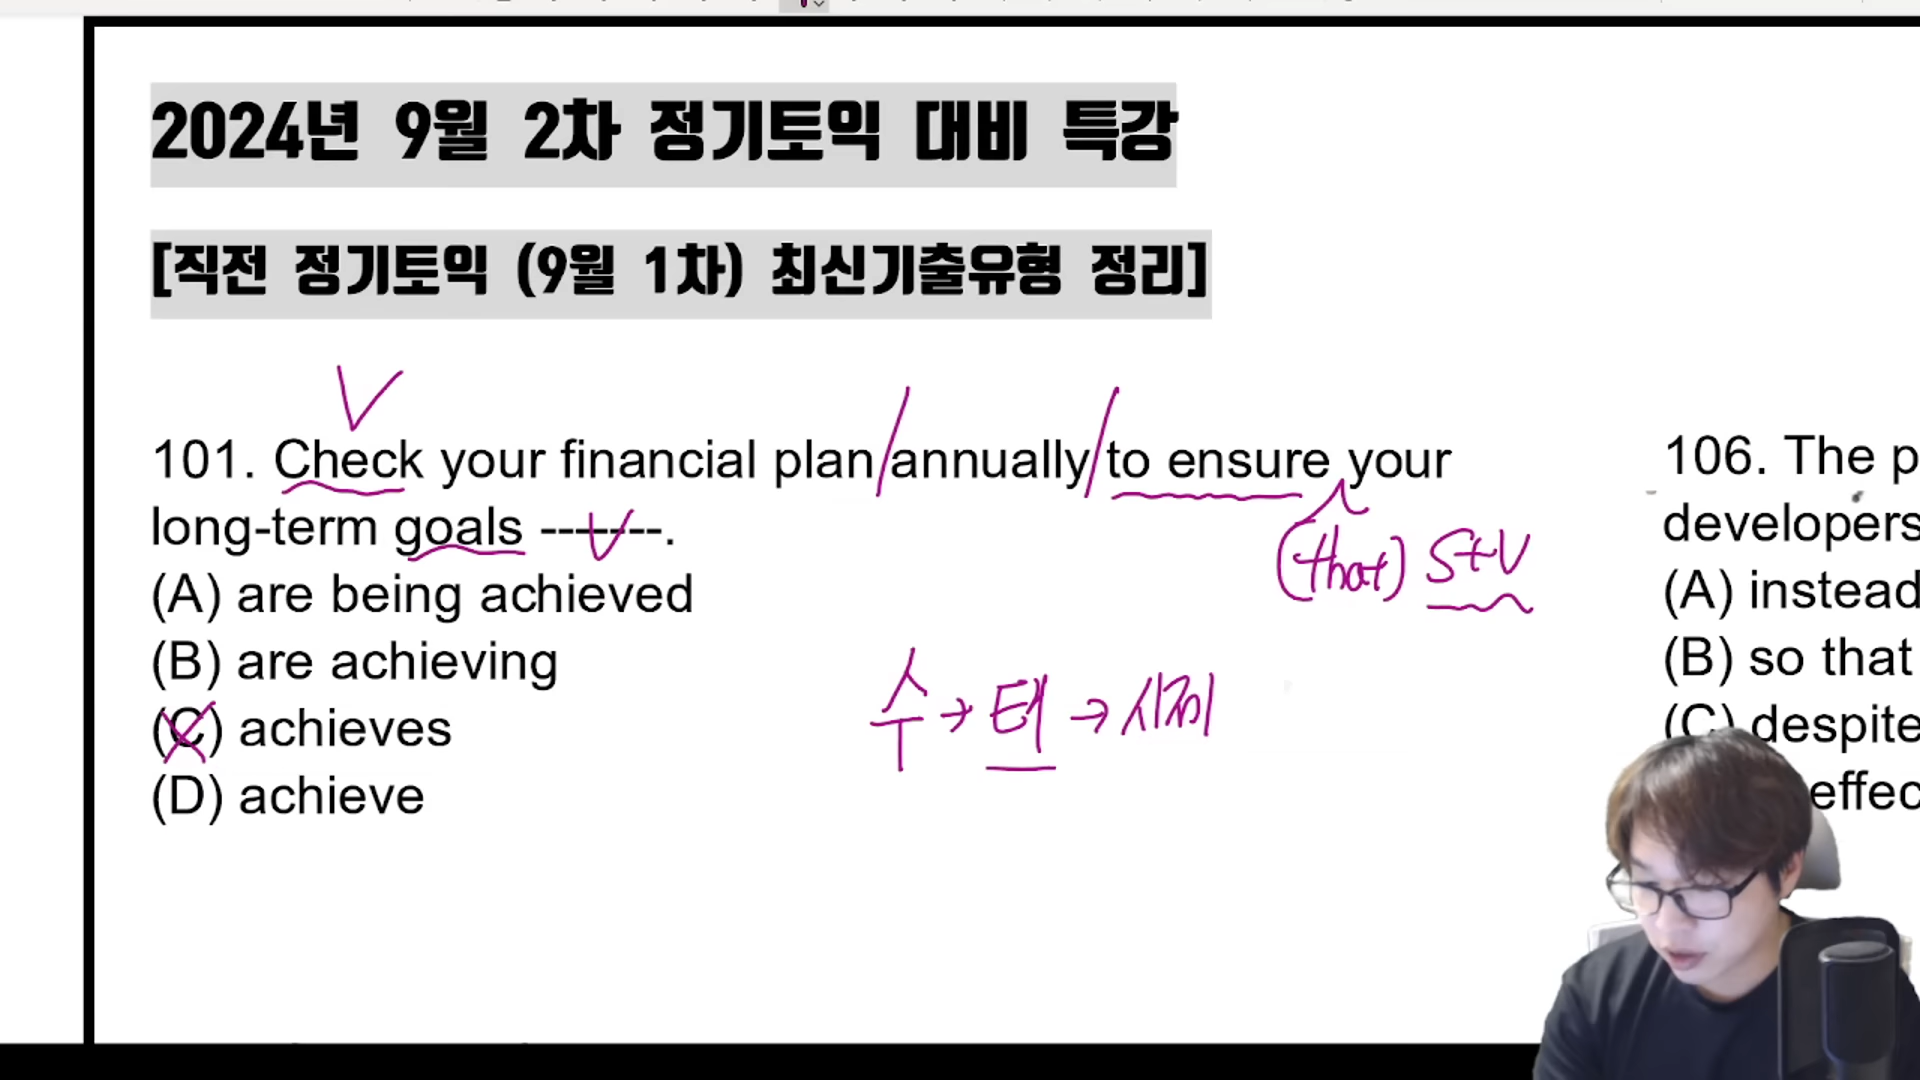 2024년 9월 2차 정기토익 대비 특강
[직전 정기토익 (9월 1차) 최신기출유형 정리]
V
101. Check your financial plan annually to ensure your
long-term goals -------.
V
(that) S+V
(A) are being achieved
(B) are achieving
(C) achieves
(D) achieve
수→태→시제
106. The
developers
(A) instead
(B) so that
(C) despite